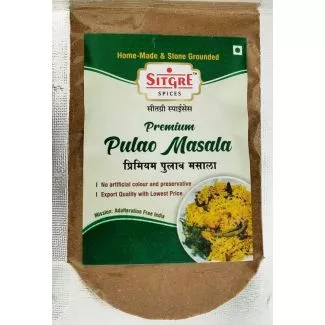 Home-Made & Stone Grounded
SITGRE™
SPICES
सीतग्री स्पाईसेस
Premium
Pulao Masala
प्रिमियम पुलाव मसाला
• No artificial colour and preservative
• Export Quality with Lowest Price
Mission: Adulteration Free India